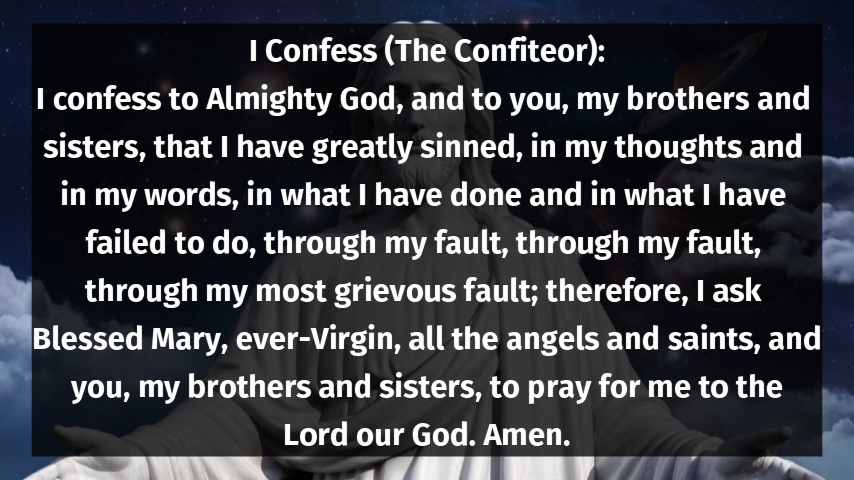 I Confess (The Confiteor):
I confess to Almighty God, and to you, my brothers and
sisters, that I have greatly sinned, in my thoughts and
in my words, in what I have done and in what I have
failed to do, through my fault, through my fault,
through my most grievous fault; therefore, I ask
Blessed Mary, ever-Virgin, all the angels and saints, and
you, my brothers and sisters, to pray for me to the
Lord our God. Amen.